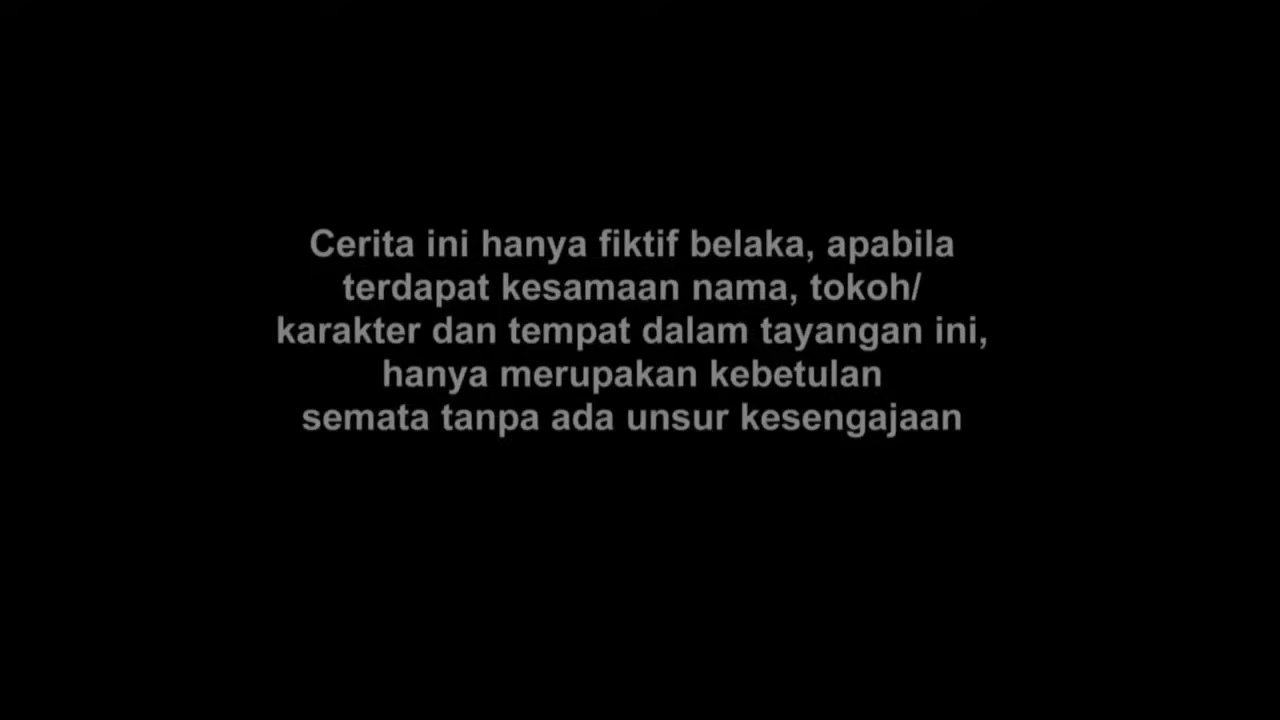 Cerita ini hanya fiktif belaka, apabila
terdapat kesamaan nama, tokoh/
karakter dan tempat dalam tayangan ini,
hanya merupakan kebetulan
semata tanpa ada unsur kesengajaan